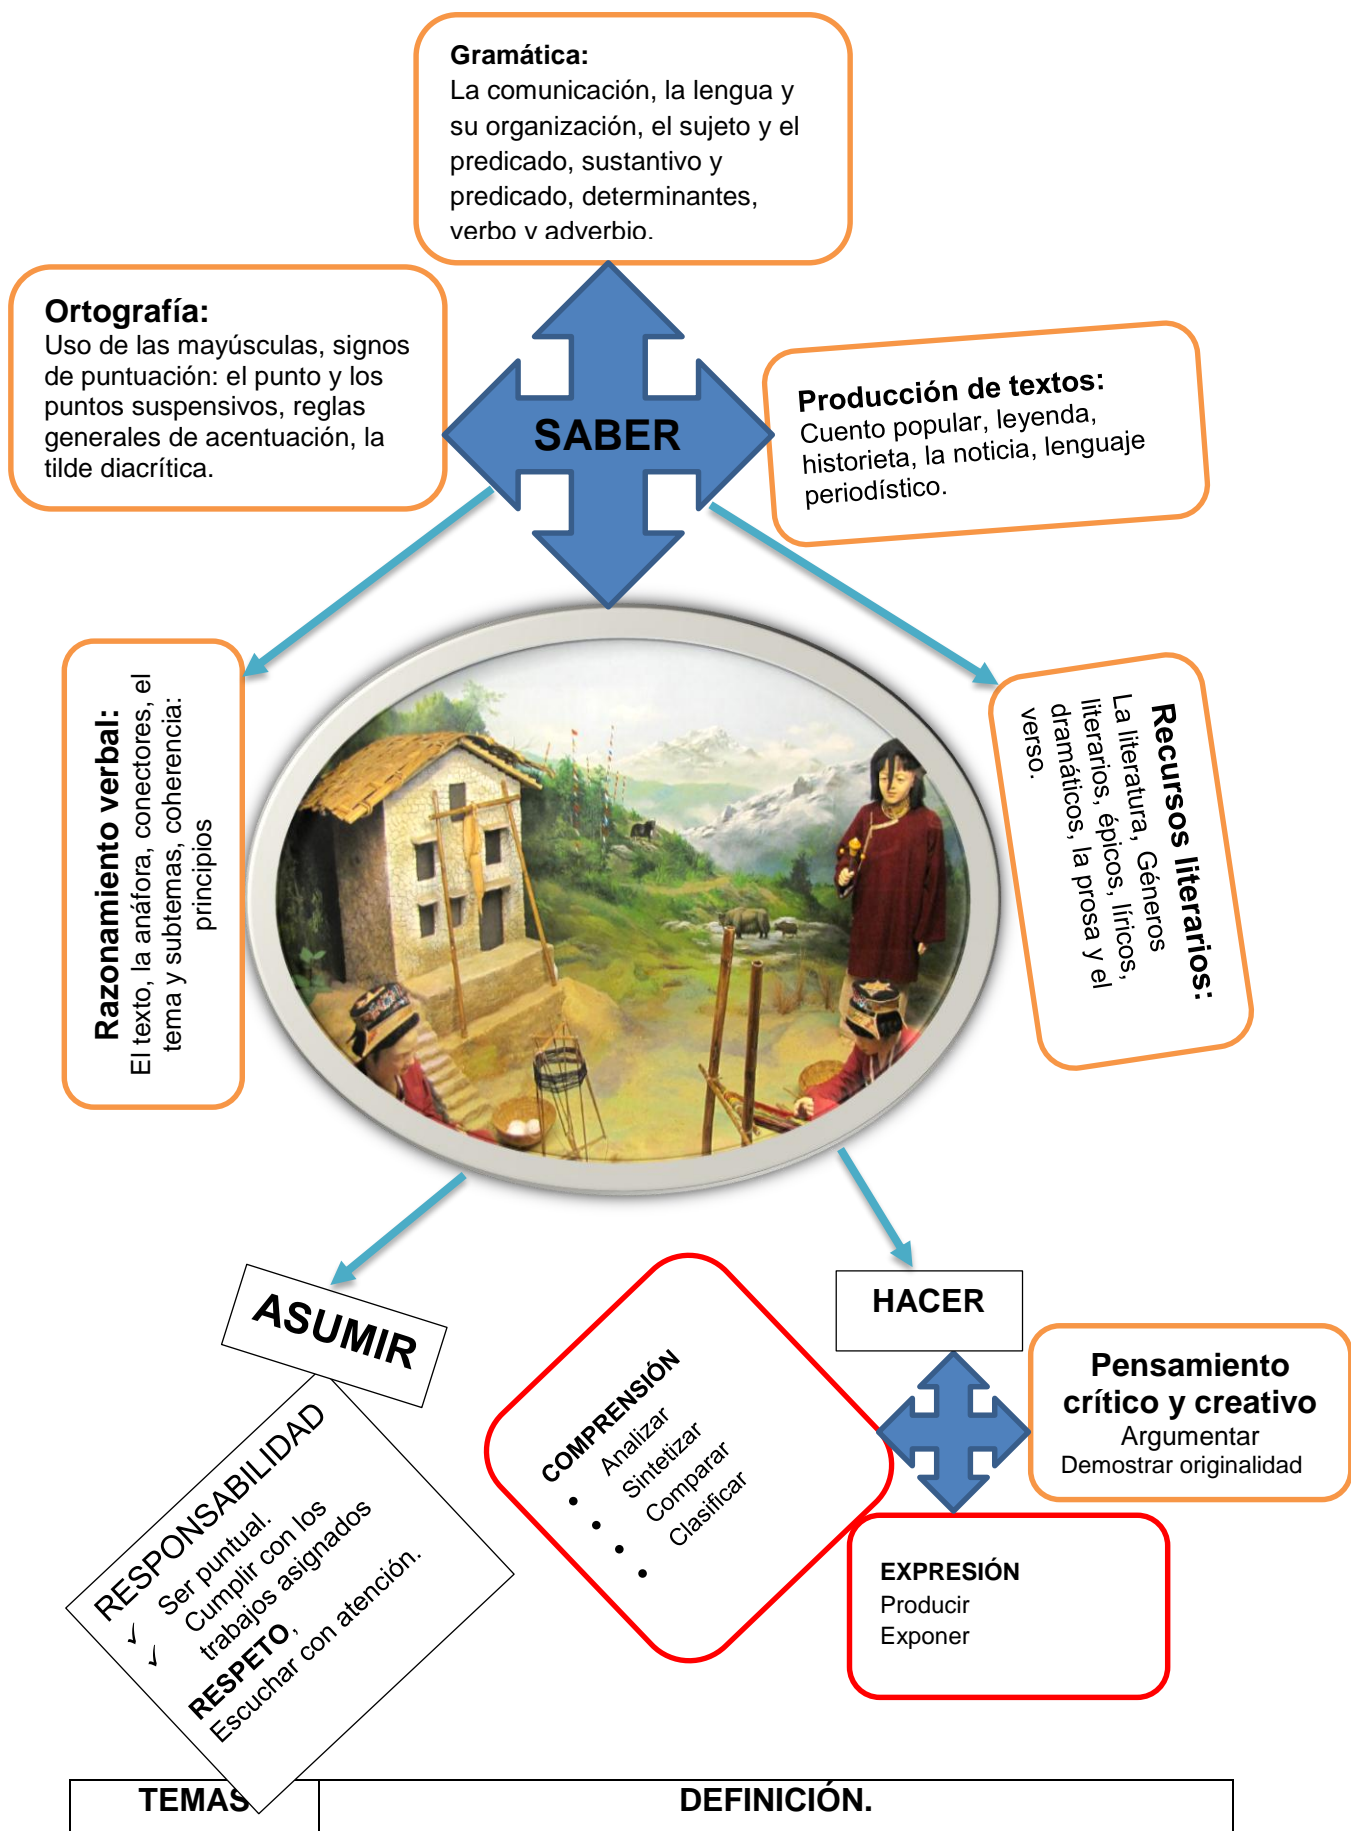 Gramática:
La comunicación, la lengua y
su organización, el sujeto y el
predicado, sustantivo y
predicado, determinantes,
verbo y adverbio.
Ortografía:
Uso de las mayúsculas, signos
de puntuación: el punto y los
puntos suspensivos, reglas
generales de acentuación, la
tilde diacrítica.
SABER
Producción de textos:
Cuento popular, leyenda,
historieta, la noticia, lenguaje
periodístico.
Razonamiento verbal:
El texto, la anáfora, conectores, el
tema y subtemas, coherencia:
principios
Recursos literarios:
La literatura, Géneros
literarios, épicos, líricos,
dramáticos, la prosa y el
verso.
ASUMIR
RESPONSABILIDAD
✓ Ser puntual.
✓ Cumplir con los
trabajos asignados
RESPETO,
Escuchar con atención.
COMPRENSIÓN
• Analizar
• Sintetizar
• Comparar
• Clasificar
HACER
Pensamiento
crítico y creativo
Argumentar
Demostrar originalidad
EXPRESIÓN
Producir
Exponer
TEMAS
DEFINICIÓN.